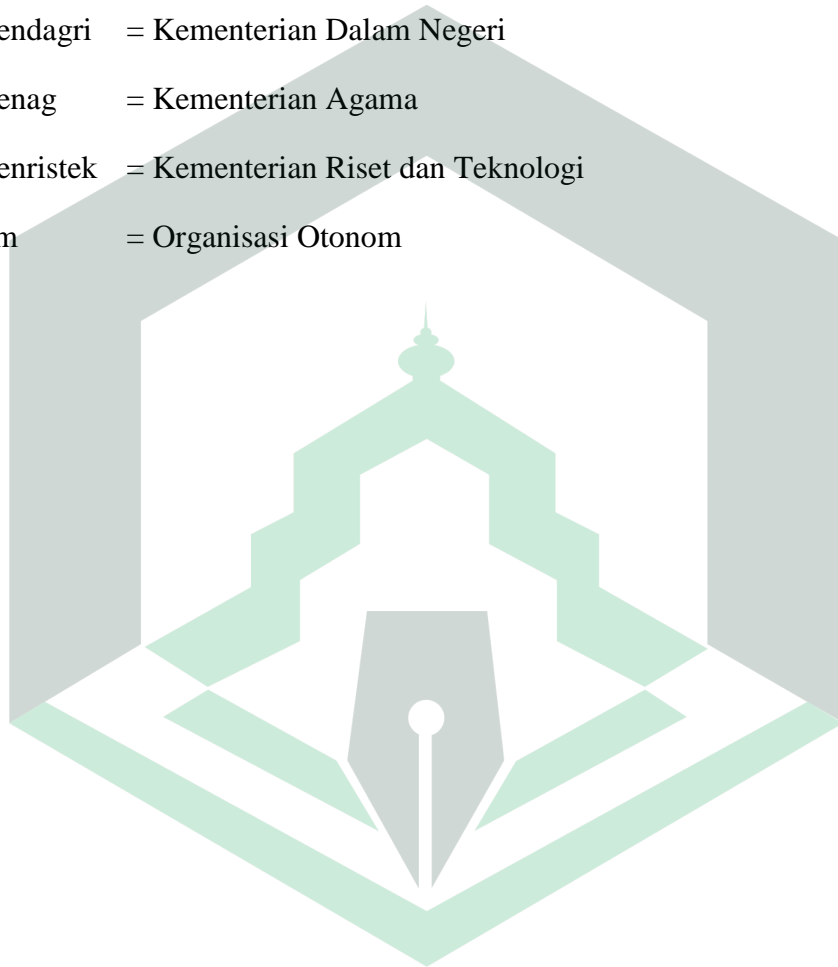 endagri = Kementerian Dalam Negeri
enag = Kementerian Agama
enristek = Kementerian Riset dan Teknologi
m = Organisasi Otonom